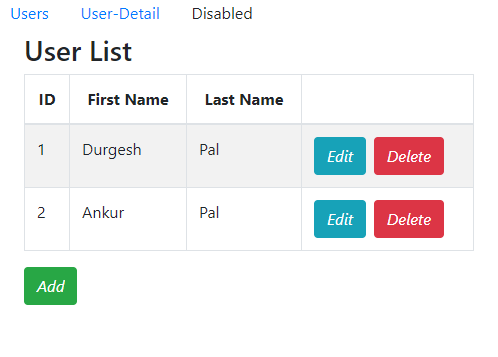 Users User-Detail Disabled
User List
ID First Name Last Name
1 Durgesh Pal Edit Delete
2 Ankur Pal Edit Delete
Add